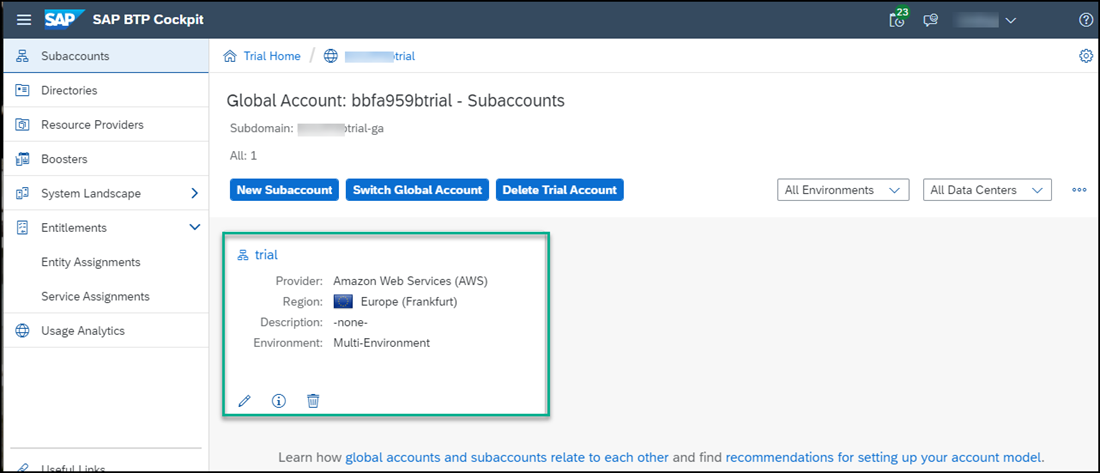 SAP SAP BTP Cockpit 23
Subaccounts
Directories
Resource Providers
Boosters
System Landscape
Entitlements
Entity Assignments
Service Assignments
Usage Analytics
Useful Links
Trial Home / trial
Global Account: bbfa959btrial - Subaccounts
Subdomain: trial-ga
All: 1
New Subaccount Switch Global Account Delete Trial Account All Environments All Data Centers
trial
Provider: Amazon Web Services (AWS)
Region: Europe (Frankfurt)
Description: -none-
Environment: Multi-Environment
Learn how global accounts and subaccounts relate to each other and find recommendations for setting up your account model.